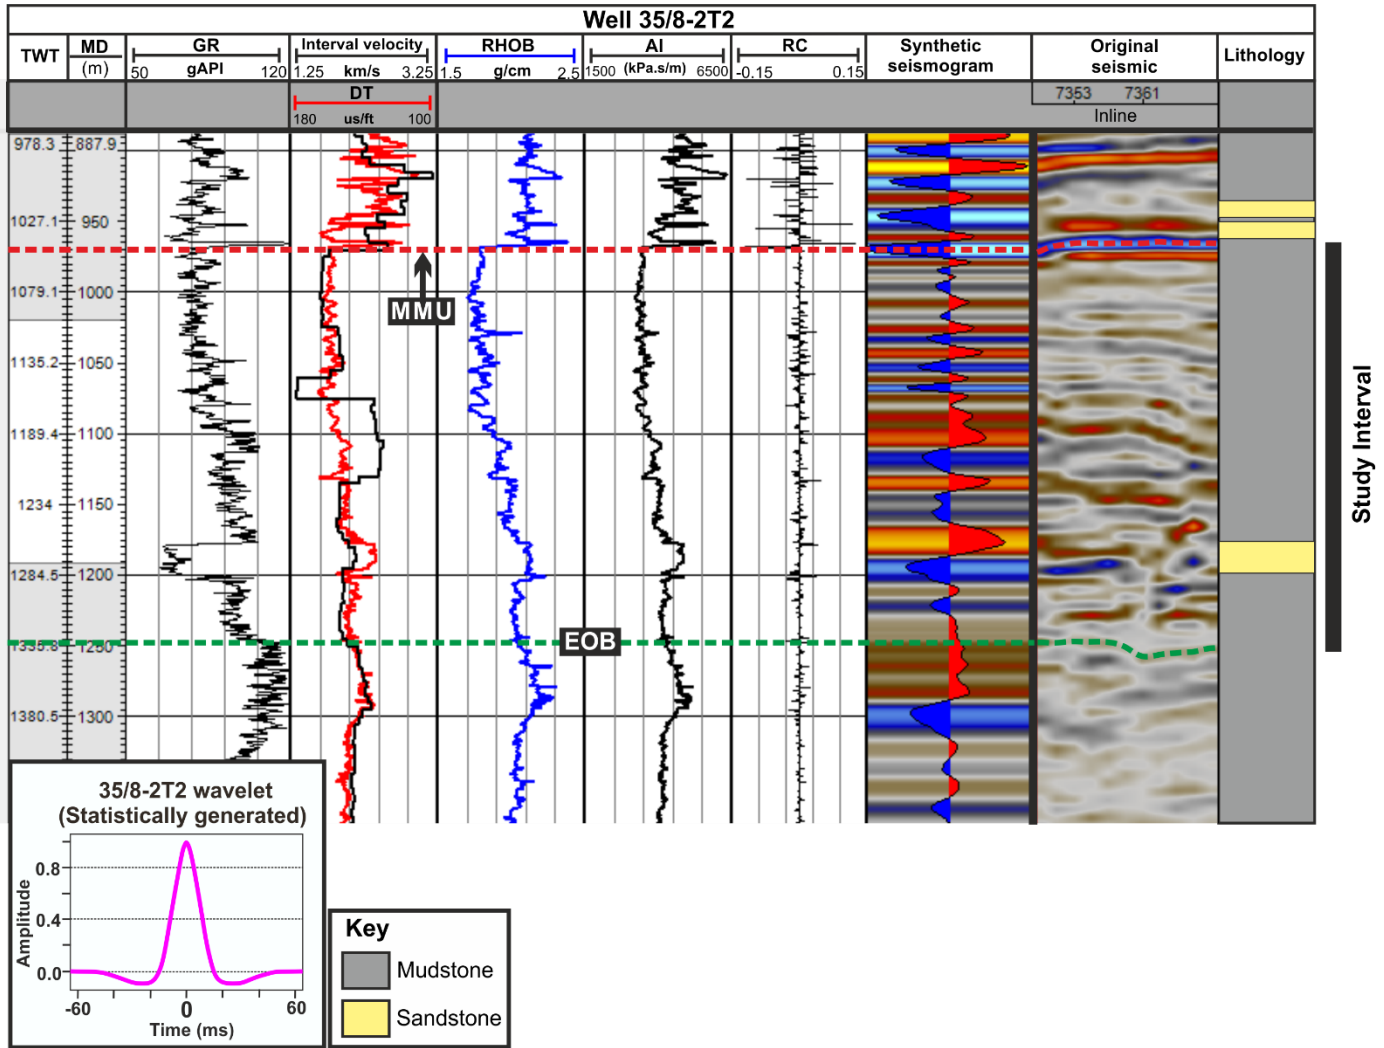 Well 35/8-2T2
TWT
MD
(m)
GR
50 gAPI 120
Interval velocity
1.25 km/s 3.25
RHOB
1.5 g/cm 2.5
AI
1500 (kPa.s/m) 6500
RC
-0.15 0.15
Synthetic
seismogram
Original
seismic
Lithology
DT
180 us/ft 100
7353 7361
Inline
978.3 887.9
1027.1 950
MMU
1079.1 1000
1135.2 1050
1189.4 1100
1234 1150
1284.5 1200
EOB
1250
1380.5 1300
Study Interval
35/8-2T2 wavelet
(Statistically generated)
Amplitude
0.8
0.4
0.0
-60 0 60
Time (ms)
Key
Mudstone
Sandstone